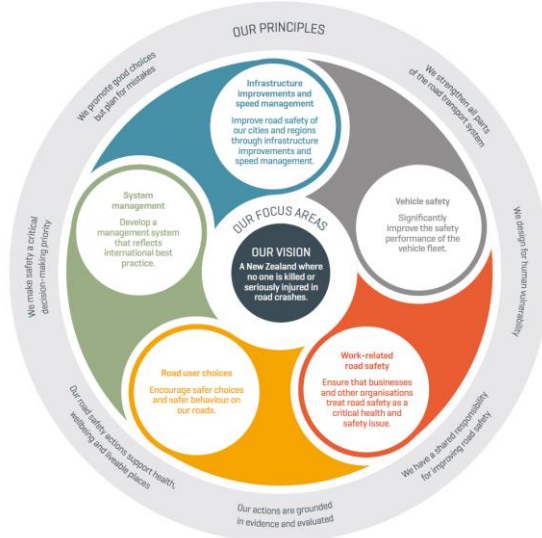 OUR PRINCIPLES
We promote good choices
but plan for mistakes
We strengthen all parts
of the road transport system
We design for human vulnerability
We have a shared responsibility
for improving road safety
Our actions are grounded
in evidence and evaluated
Our road safety actions support health,
wellbeing and liveable places
We make safety a critical
decision-making priority
Infrastructure
improvements and
speed management
Improve road safety of
our cities and regions
through infrastructure
improvements and
speed management.
Vehicle safety
Significantly
improve the safety
performance of the
vehicle fleet.
Work-related
road safety
Ensure that businesses
and other organisations
treat road safety as a
critical health and
safety issue.
Road user choices
Encourage safer choices
and safer behaviour on
our roads.
System
management
Develop a
management system
that reflects
international best
practice.
OUR FOCUS AREAS
OUR VISION
A New Zealand where
no one is killed or
seriously injured in
road crashes.